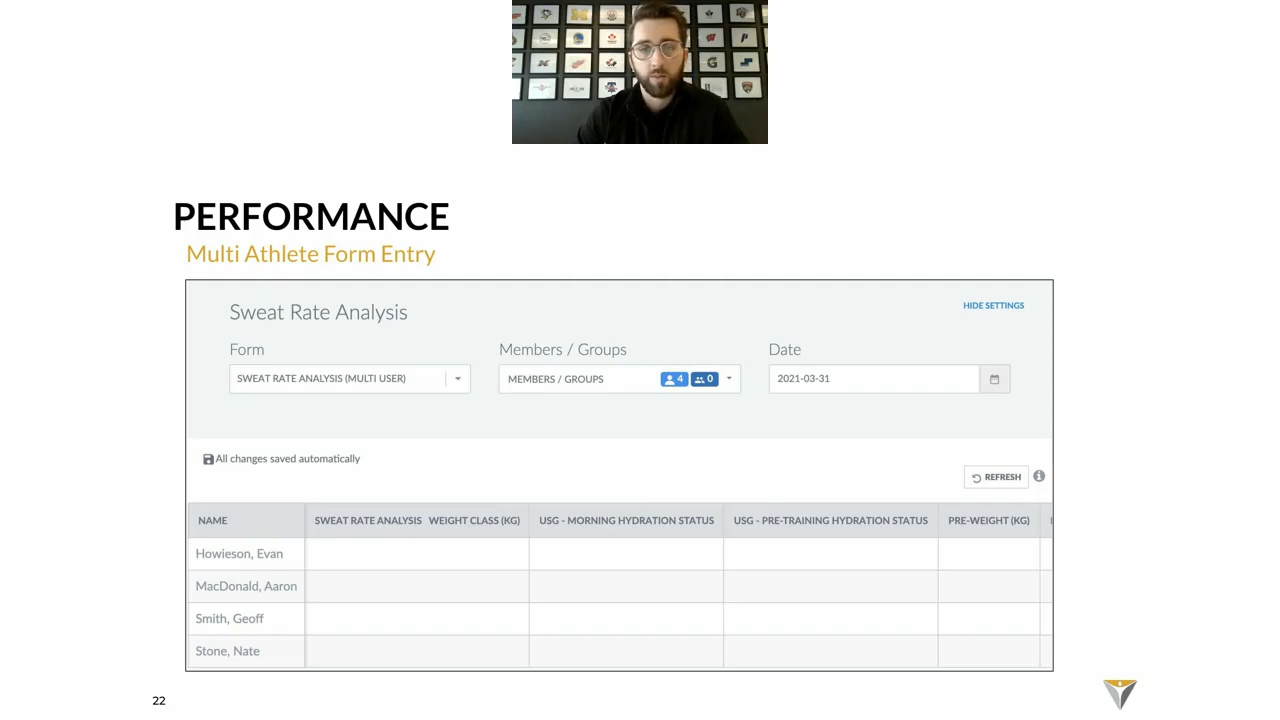 PERFORMANCE
Multi Athlete Form Entry
Sweat Rate Analysis
HIDE SETTINGS
Form
Members / Groups
Date
SWEAT RATE ANALYSIS (MULTI USER)
MEMBERS / GROUPS
4
0
2021-03-31
All changes saved automatically
REFRESH
NAME
SWEAT RATE ANALYSIS WEIGHT CLASS (KG)
USG - MORNING HYDRATION STATUS
USG - PRE-TRAINING HYDRATION STATUS
PRE-WEIGHT (KG)
Howieson, Evan
MacDonald, Aaron
Smith, Geoff
Stone, Nate
22